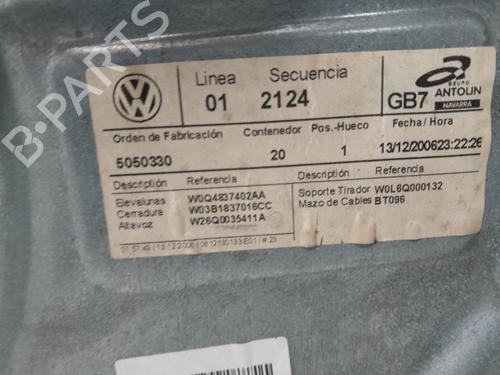 Linea Secuencia
01 2124
GB7
GRUPO
ANTOLIN
NAVARRA
Orden de Fabricación Contenedor Pos.-Hueco Fecha / Hora
5050330 20 1 13/12/200623:22:26
Descriptión Referencia Descriptión Referencia
Elevalunas W0Q4837402AA
Cerradura W03B1837016CC
Altavoz W26Q0035411A
Soporte Tirador W0L6Q000132
Mazo de Cables BT096
B-PARTS